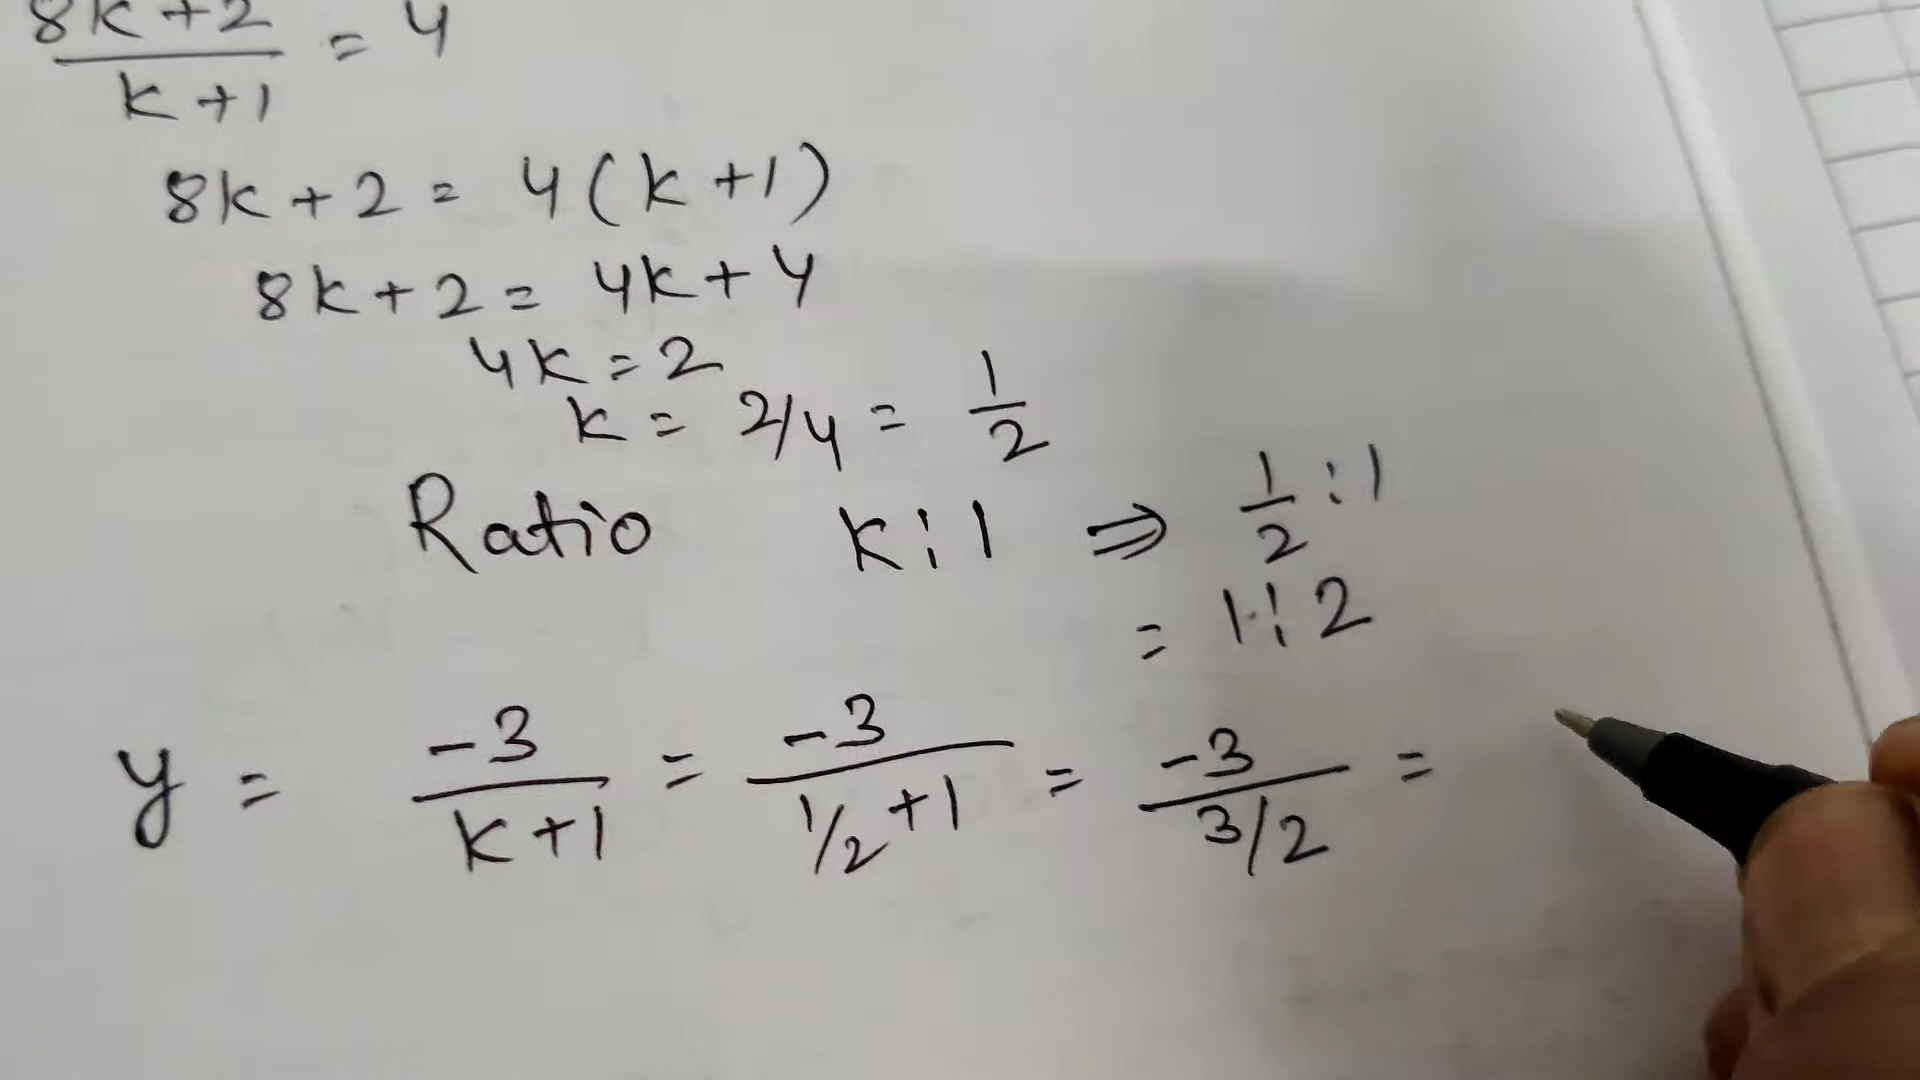 8k+2/k+1 = 4
8k+2 = 4(k+1)
8k+2 = 4k+4
4k = 2
k = 2/4 = 1/2
Ratio k:1 ⇒ 1/2 : 1
= 1:2
y = -3/k+1 = -3/1/2+1 = -3/3/2 =